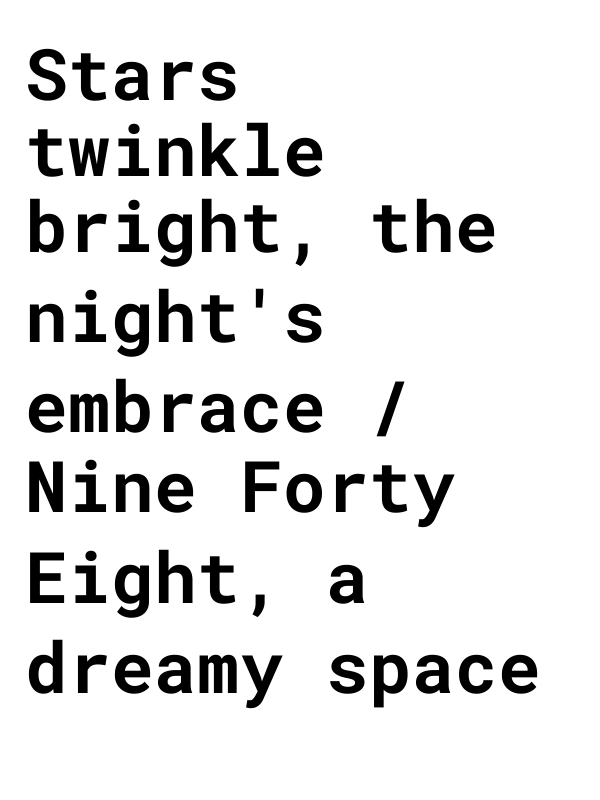 Stars
twinkle
bright, the
night's
embrace /
Nine Forty
Eight, a
dreamy space